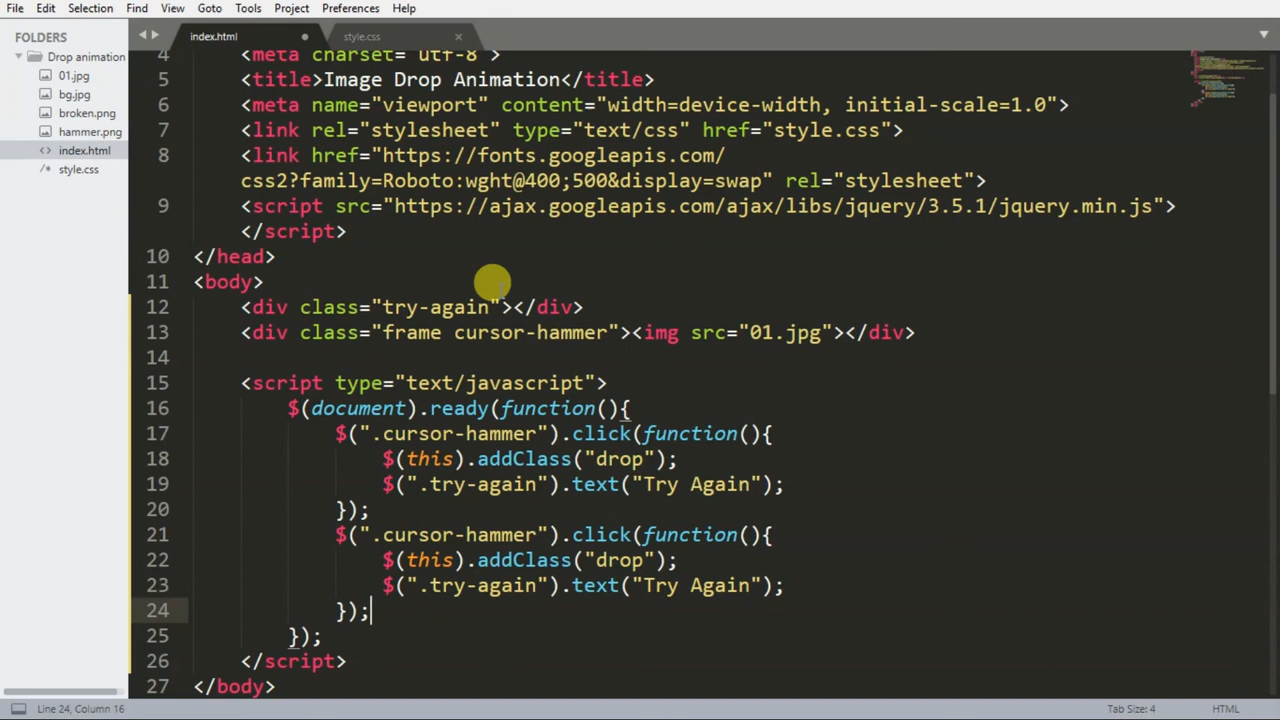 File Edit Selection Find View Goto Tools Project Preferences Help
FOLDERS
Drop animation
01.jpg
bg.jpg
broken.png
hammer.png
index.html
style.css
index.html style.css
4 <meta charset="utf-8">
5 <title>Image Drop Animation</title>
6 <meta name="viewport" content="width=device-width, initial-scale=1.0">
7 <link rel="stylesheet" type="text/css" href="style.css">
8 <link href="https://fonts.googleapis.com/
css2?family=Roboto:wght@400;500&display=swap" rel="stylesheet">
9 <script src="https://ajax.googleapis.com/ajax/libs/jquery/3.5.1/jquery.min.js">
</script>
10 </head>
11 <body>
12 <div class="try-again"></div>
13 <div class="frame cursor-hammer"><img src="01.jpg"></div>
14
15 <script type="text/javascript">
16 $(document).ready(function(){
17 $(".cursor-hammer").click(function(){
18 $(this).addClass("drop");
19 $(".try-again").text("Try Again");
20 });
21 $(".cursor-hammer").click(function(){
22 $(this).addClass("drop");
23 $(".try-again").text("Try Again");
24 });
25 });
26 </script>
27 </body>
Line 24, Column 16 Tab Size: 4 HTML